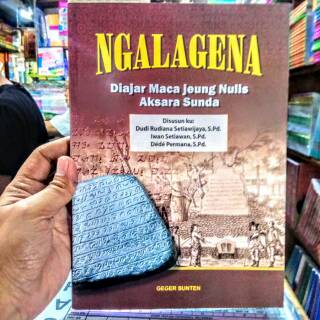 NGALAGENA
Diajar Maca jeung Nulis
Aksara Sunda
Disusun ku:
Dudi Rudiana Setiawijaya, S.Pd.
Iwan Setiawan, S.Pd.
Dédé Permana, S.Pd.
GEGER SUNTEN